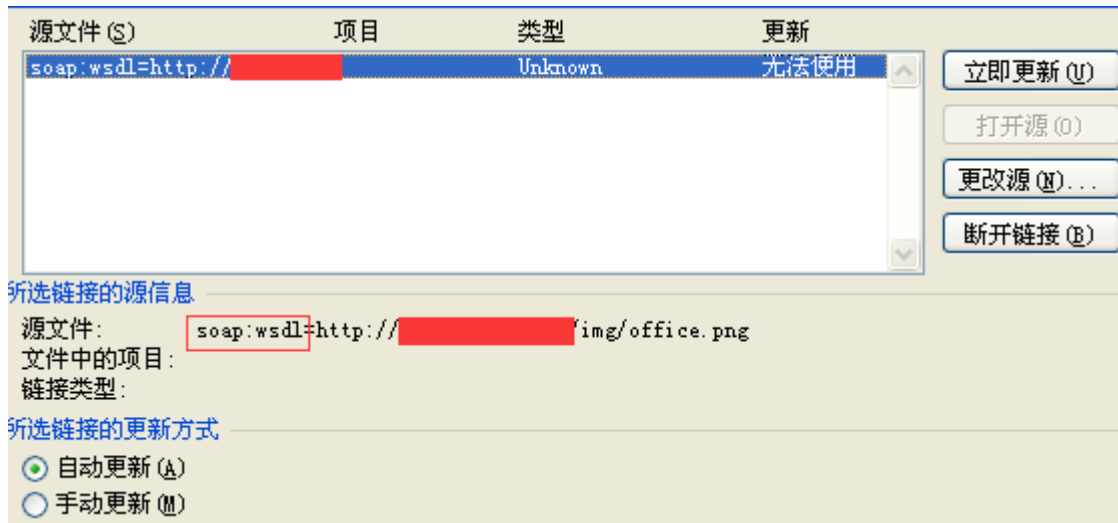 源文件(S) 项目 类型 更新
soap:wsdl=http:// Unknown 无法使用
立即更新(U)
打开源(O)
更改源(N)...
断开链接(B)
所选链接的源信息
源文件: soap:wsdl=http:// /img/office.png
文件中的项目:
链接类型:
所选链接的更新方式
自动更新(A)
手动更新(M)